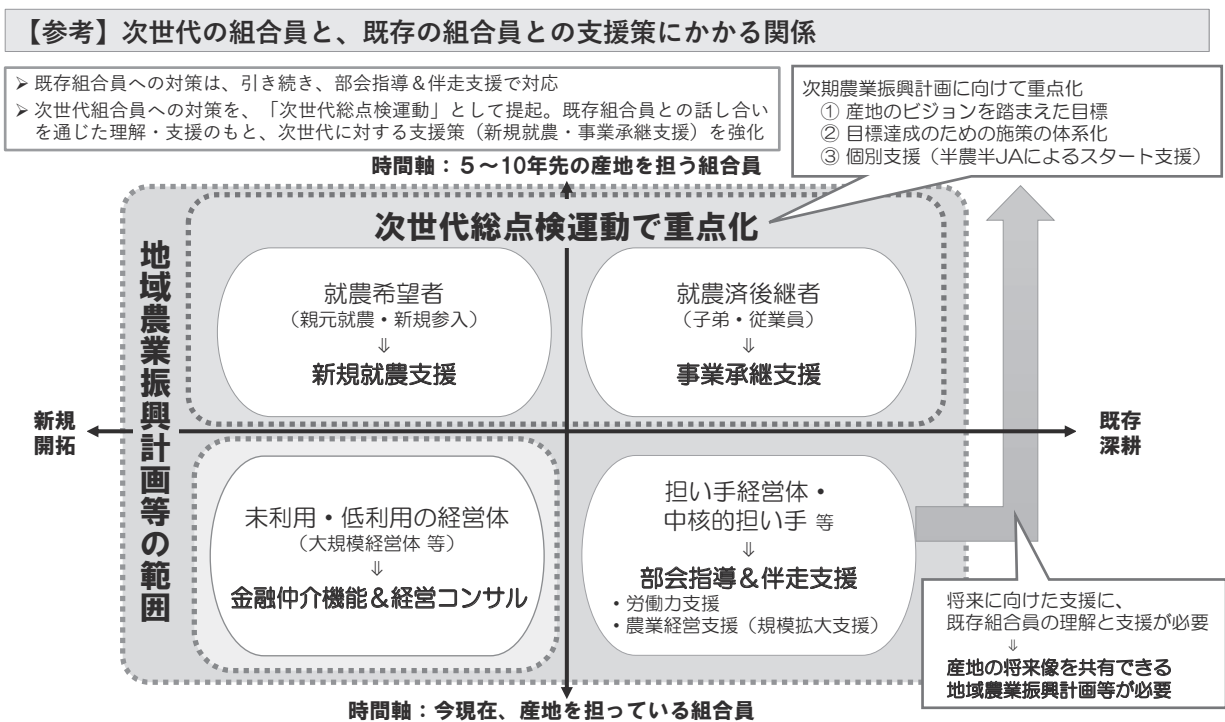 【参考】次世代の組合員と、既存の組合員との支援策にかかる関係
➢ 既存組合員への対策は、引き続き、部会指導&伴走支援で対応
➢ 次世代組合員への対策を、「次世代総点検運動」として提起。既存組合員との話し合い
を通じた理解・支援のもと、次世代に対する支援策（新規就農・事業承継支援）を強化
次期農業振興計画に向けて重点化
① 産地のビジョンを踏まえた目標
② 目標達成のための施策の体系化
③ 個別支援（半農半JAによるスタート支援）
時間軸：５～10年先の産地を担う組合員
次世代総点検運動で重点化
地域農業振興計画等の範囲
就農希望者
（親元就農・新規参入）
⇓
新規就農支援
就農済後継者
（子弟・従業員）
⇓
事業承継支援
新規
開拓
既存
深耕
未利用・低利用の経営体
（大規模経営体 等）
⇓
金融仲介機能&経営コンサル
担い手経営体・
中核的担い手 等
⇓
部会指導&伴走支援
・労働力支援
・農業経営支援（規模拡大支援）
将来に向けた支援に、
既存組合員の理解と支援が必要
⇓
産地の将来像を共有できる
地域農業振興計画等が必要
時間軸：今現在、産地を担っている組合員